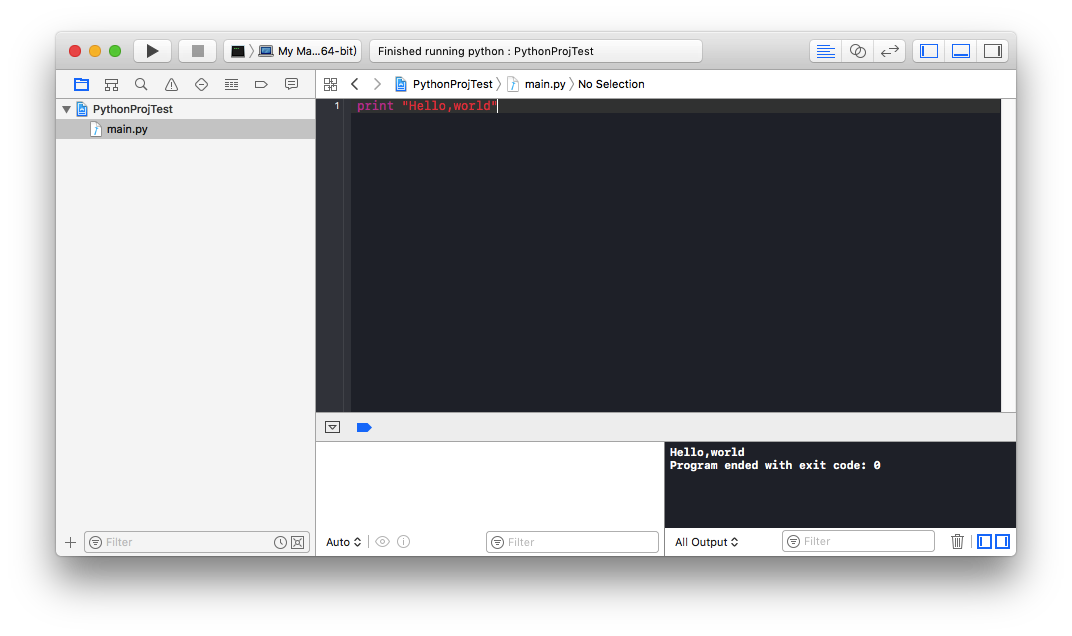 My Ma...64-bit)
Finished running python : PythonProjTest
PythonProjTest
main.py
No Selection
PythonProjTest
main.py
1
print "Hello,world"
Hello,world
Program ended with exit code: 0
Filter
Auto
Filter
All Output
Filter